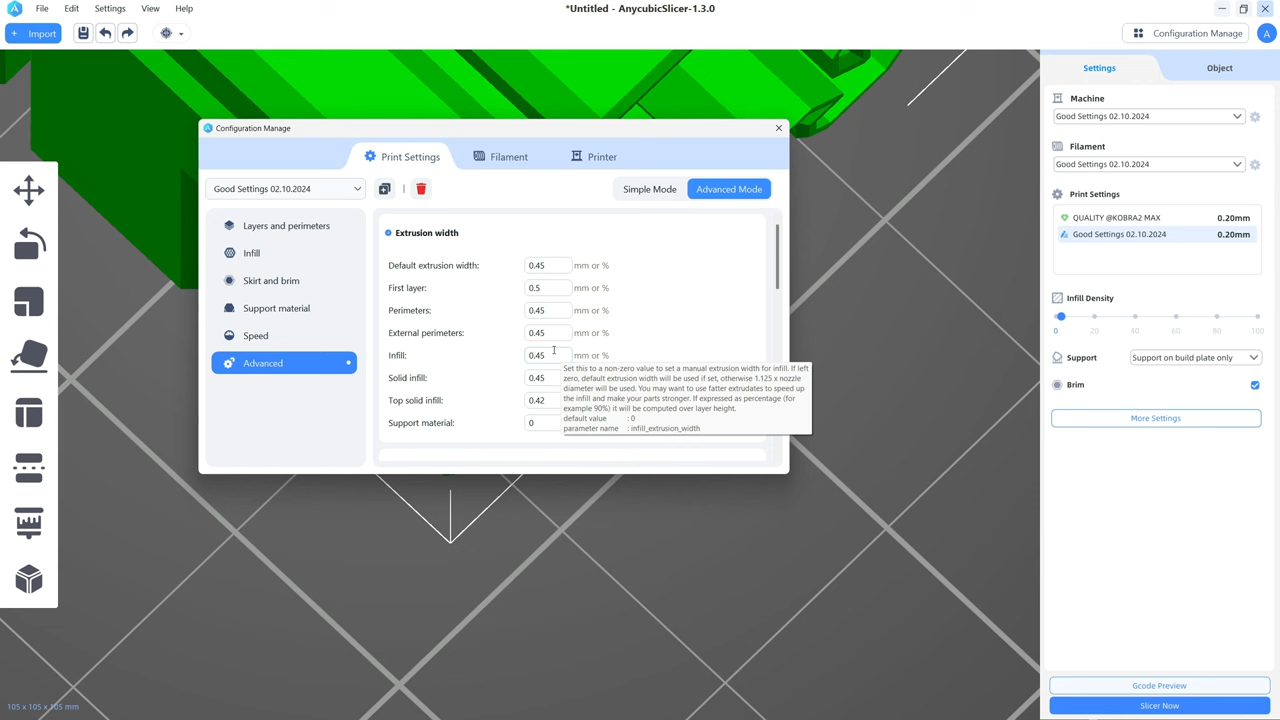 File Edit Settings View Help
*Untitled - AnycubicSlicer-1.3.0
+ Import
Configuration Manage
A
Settings Object
Machine
Good Settings 02.10.2024
Filament
Good Settings 02.10.2024
Print Settings
QUALITY @KOBRA2 MAX 0.20mm
Good Settings 02.10.2024 0.20mm
Infill Density
0 20 40 60 80 100
Support Support on build plate only
Brim
More Settings
Gcode Preview
Slicer Now
Configuration Manage
Print Settings Filament Printer
Good Settings 02.10.2024
Simple Mode Advanced Mode
Layers and perimeters
Infill
Skirt and brim
Support material
Speed
Advanced
Extrusion width
Default extrusion width: 0.45 mm or %
First layer: 0.5 mm or %
Perimeters: 0.45 mm or %
External perimeters: 0.45 mm or %
Infill: 0.45 mm or %
Solid infill: 0.45
Top solid infill: 0.42
Support material: 0
Set this to a non-zero value to set a manual extrusion width for infill. If left
zero, default extrusion width will be used if set, otherwise 1.125 x nozzle
diameter will be used. You may want to use fatter extrudates to speed up
the infill and make your parts stronger. If expressed as percentage (for
example 90%) it will be computed over layer height.
default value : 0
parameter name : infill_extrusion_width
105 x 105 x 105 mm